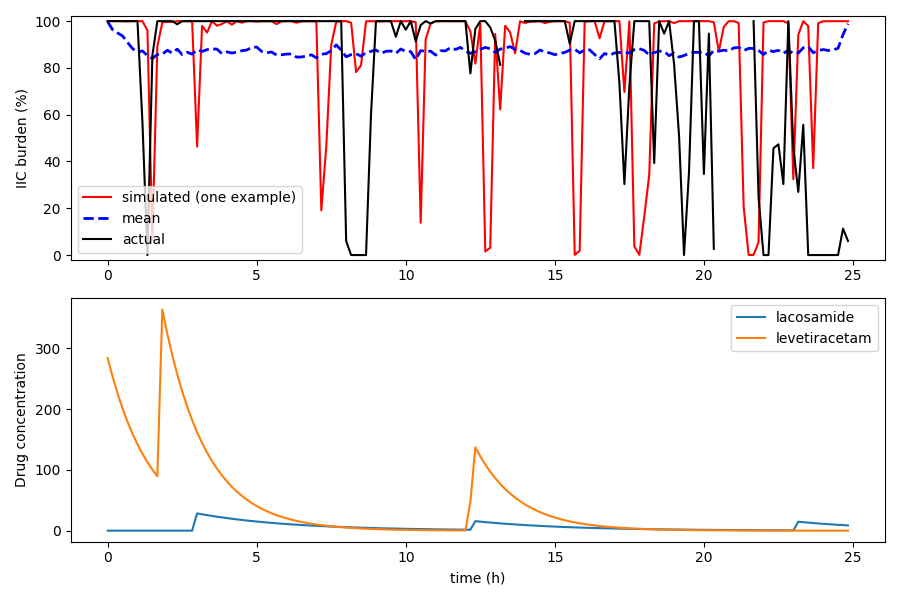 100
80
60
40
20
0
IIC burden (%)
simulated (one example)
mean
actual
0 5 10 15 20 25
300
200
100
0
Drug concentration
lacosamide
levetiracetam
0 5 10 15 20 25
time (h)